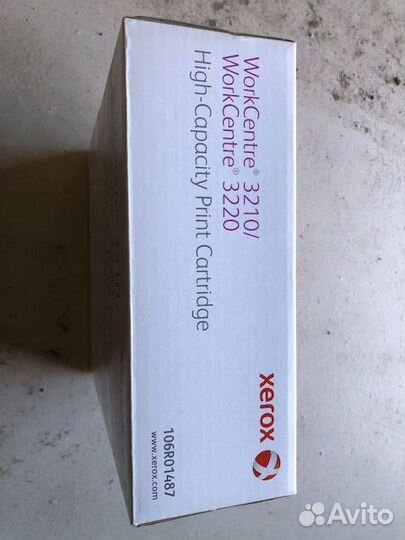 WorkCentre® 3210/
WorkCentre® 3220
High-Capacity Print Cartridge
xerox
106R01487
www.xerox.com
Avito